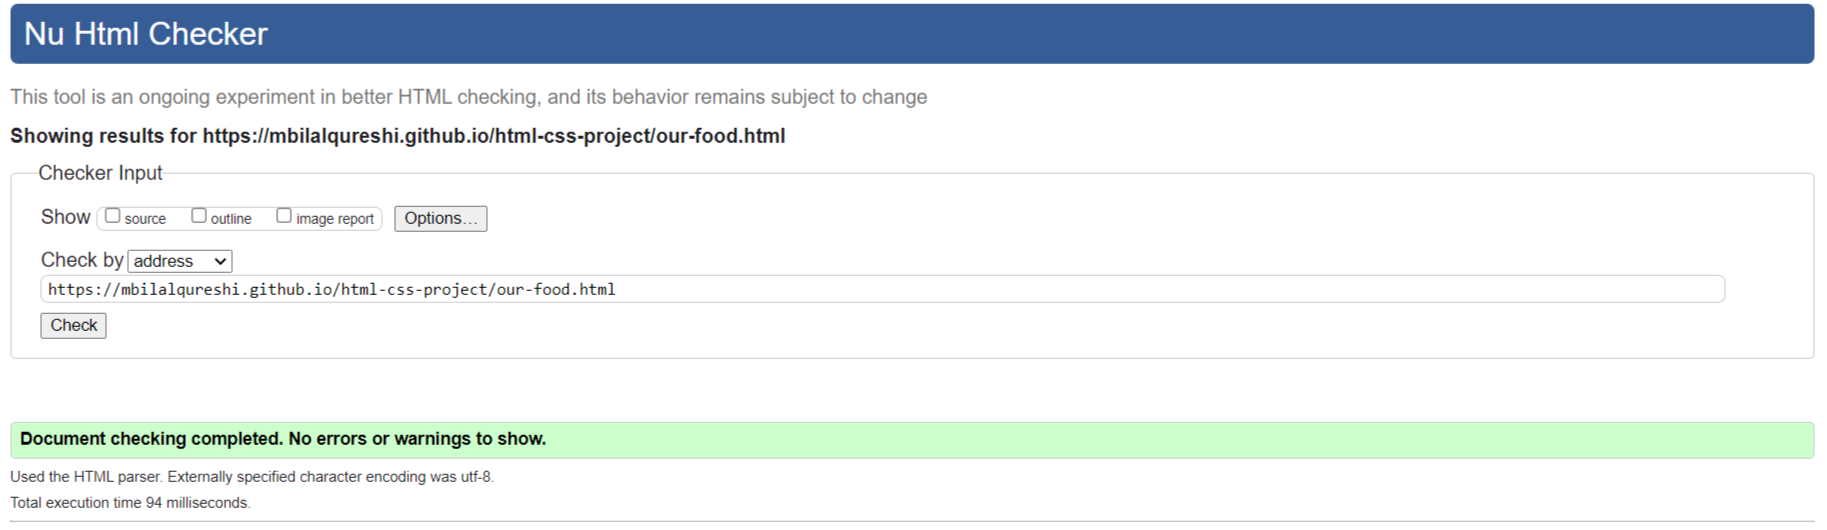 Nu Html Checker
This tool is an ongoing experiment in better HTML checking, and its behavior remains subject to change
Showing results for https://mbilalqureshi.github.io/html-css-project/our-food.html
Checker Input
Show source outline image report Options...
Check by address
https://mbilalqureshi.github.io/html-css-project/our-food.html
Check
Document checking completed. No errors or warnings to show.
Used the HTML parser. Externally specified character encoding was utf-8.
Total execution time 94 milliseconds.